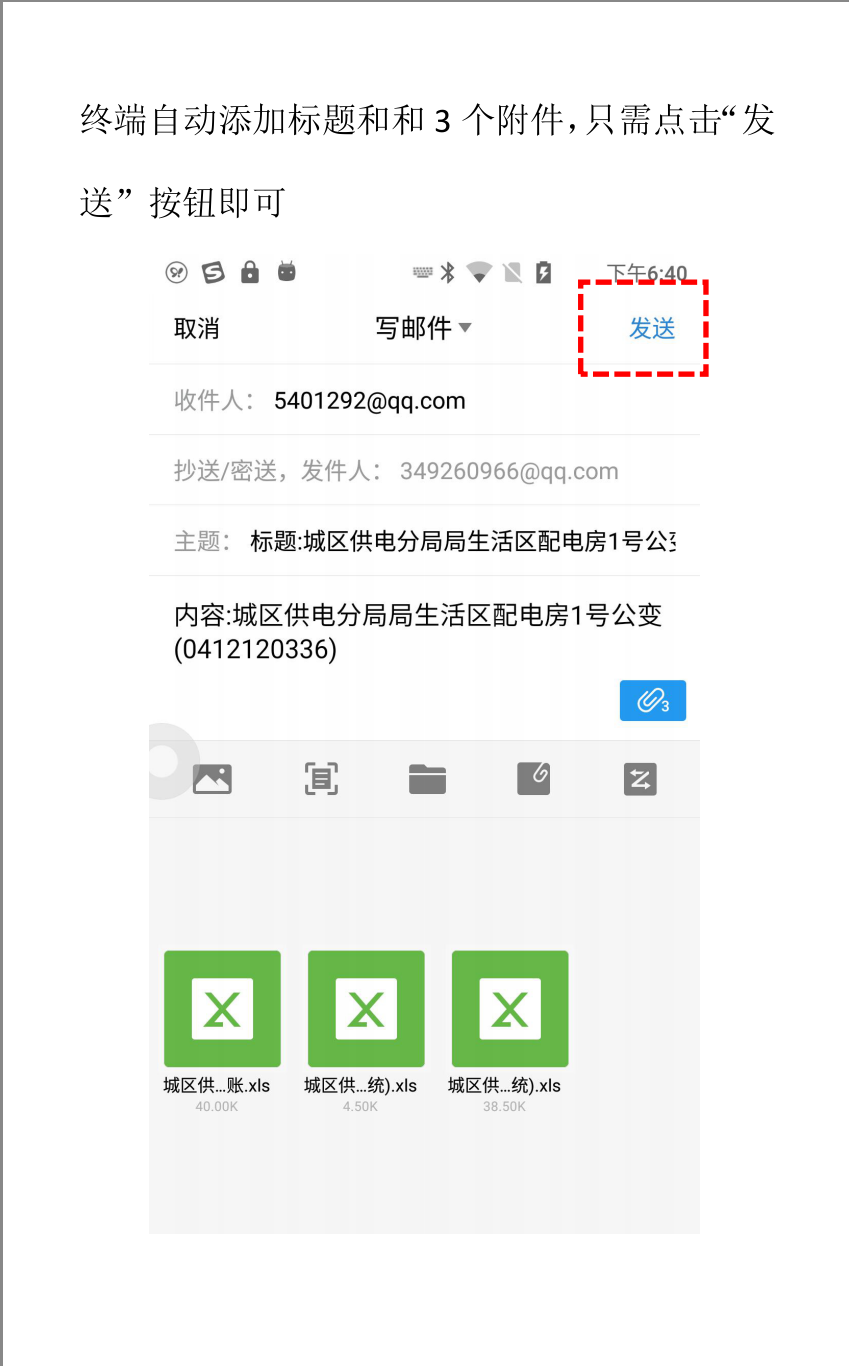 终端自动添加标题和和 3 个附件，只需点击“发
送”按钮即可
下午6:40
取消
写邮件
发送
收件人： 5401292@qq.com
抄送/密送，发件人： 349260966@qq.com
主题： 标题:城区供电分局局生活区配电房1号公
内容:城区供电分局局生活区配电房1号公变
(0412120336)
3
城区供...账.xls
城区供...统).xls
城区供...统).xls
40.00K
4.50K
38.50K